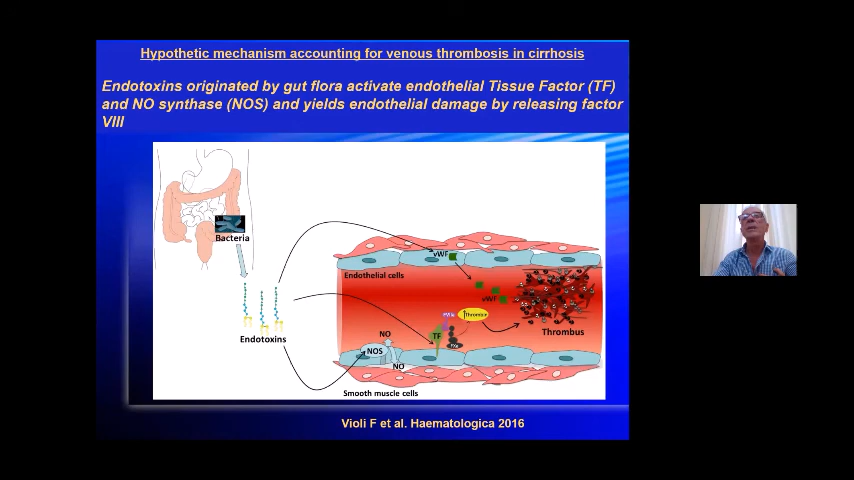 Hypothetic mechanism accounting for venous thrombosis in cirrhosis
Endotoxins originated by gut flora activate endothelial Tissue Factor (TF)
and NO synthase (NOS) and yields endothelial damage by releasing factor
VIII
Bacteria
vWF
Endothelial cells
vWF
Thrombin
Thrombus
TF
NO
NOS
NO
Endotoxins
Smooth muscle cells
Violi F et al. Haematologica 2016